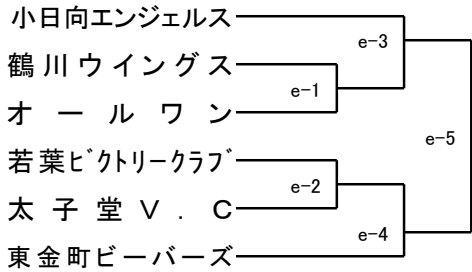 小日向エンジェルス
e-3
鶴川ウイングス
e-1
オールワン
e-5
若葉ビクトリークラブ
e-2
太子堂V.C
e-4
東金町ビーバーズ